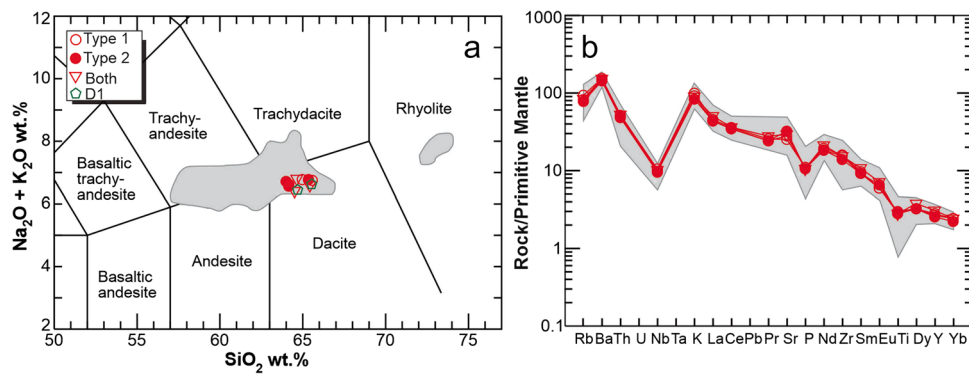 a
Type 1
Type 2
Both
D1
Trachy-
andesite
Trachydacite
Rhyolite
Basaltic
trachy-
andesite
Basaltic
andesite
Andesite
Dacite
Na2O + K2O wt.%
12
10
8
6
4
2
50
55
60
65
70
75
SiO2 wt.%
b
Rock/Primitive Mantle
1000
100
10
1
0.1
Rb Ba Th U Nb Ta K La Ce Pb Pr Sr P Nd Zr Sm Eu Ti Dy Y Yb